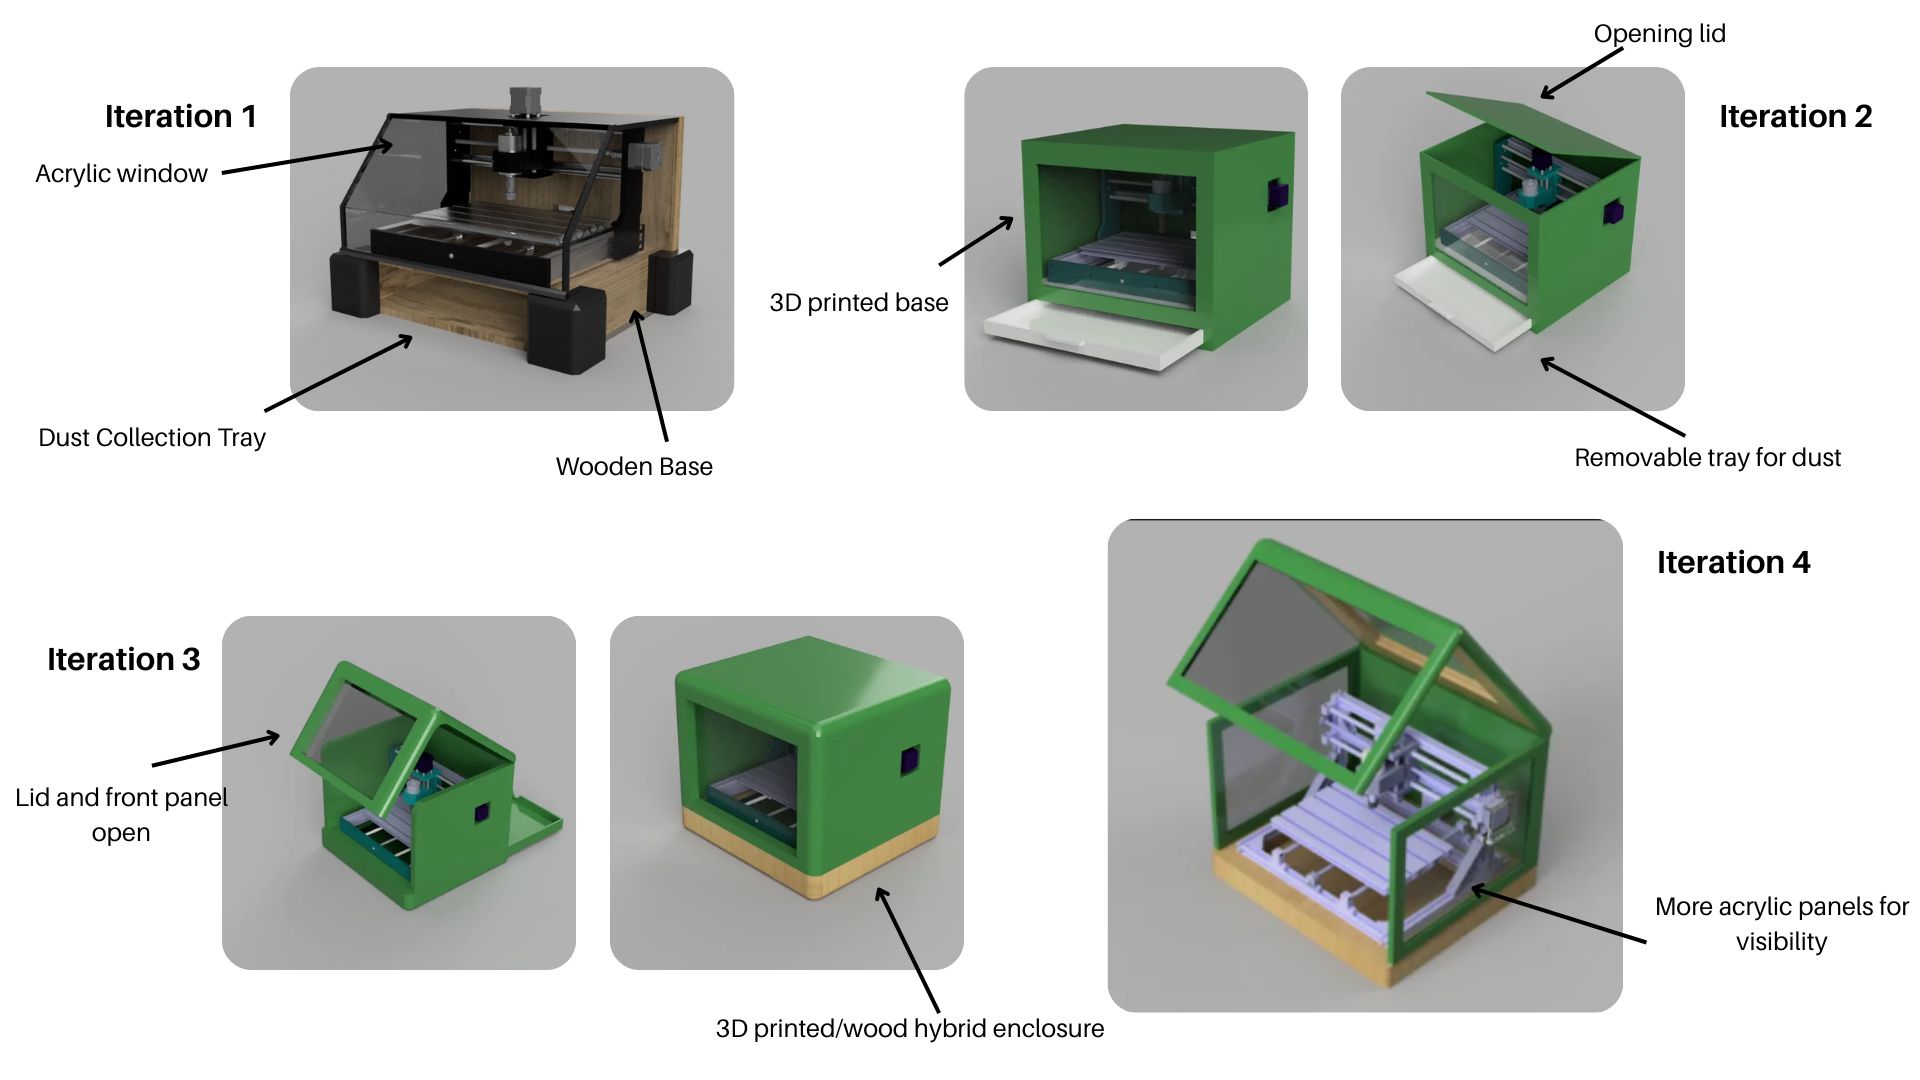 Iteration 1
Acrylic window
Dust Collection Tray
Wooden Base
Opening lid
Iteration 2
3D printed base
Removable tray for dust
Iteration 3
Lid and front panel
open
3D printed/wood hybrid enclosure
Iteration 4
More acrylic panels for
visibility